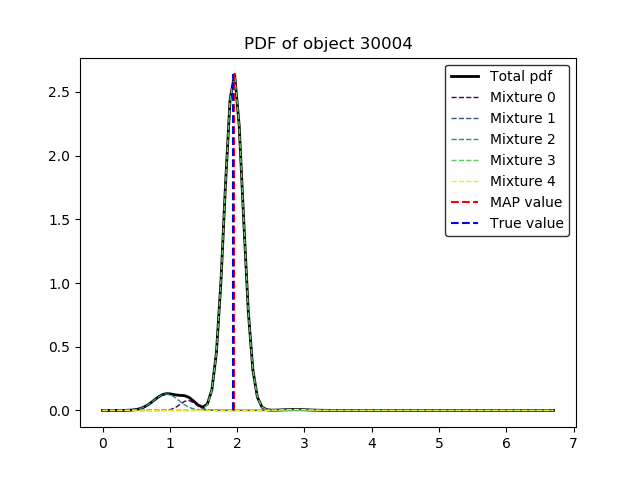 PDF of object 30004
Total pdf
Mixture 0
Mixture 1
Mixture 2
Mixture 3
Mixture 4
MAP value
True value
2.5
2.0
1.5
1.0
0.5
0.0
0 1 2 3 4 5 6 7